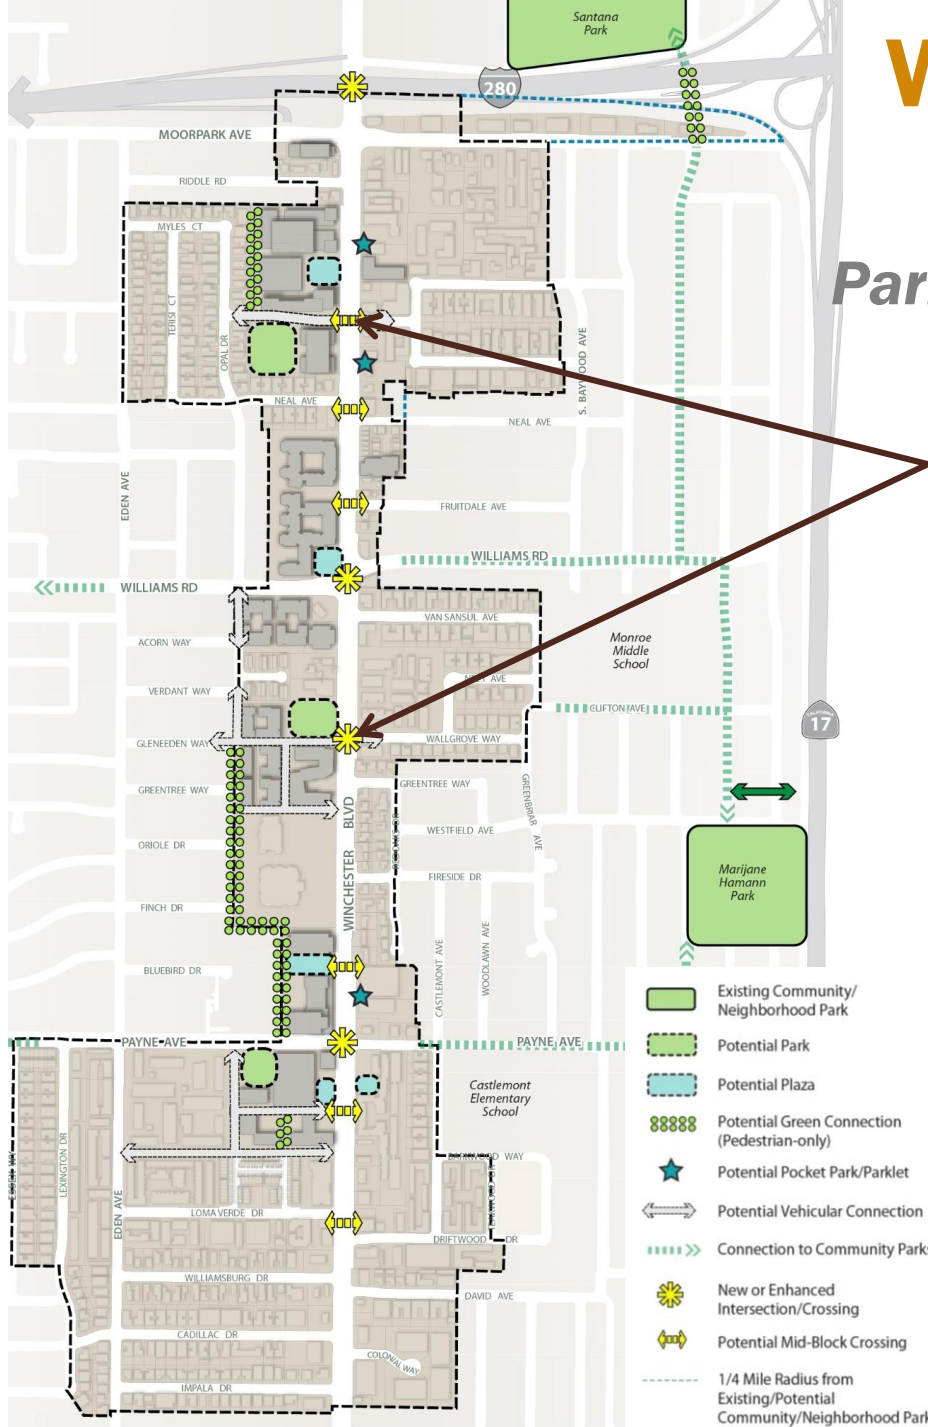 Santana
Park
280
MOORPARK AVE
RIDDLE RD
MYLES CT
TERISI CT
OPAL DR
S. BAYWOOD AVE
NEAL AVE
NEAL AVE
EDEN AVE
FRUITDALE AVE
WILLIAMS RD
WILLIAMS RD
VAN SANSUL AVE
ACORN WAY
Monroe
Middle
School
VERDANT WAY
CLIFTON AVE
CALIFORNIA
17
GLENEEDEN WAY
WALLGROVE WAY
GREENTREE WAY
GREENTREE WAY
GREENBRIAR AVE
WINCHESTER BLVD
WESTFIELD AVE
ORIOLE DR
FIRESIDE DR
Marijane
Hamann
Park
FINCH DR
CASTLEMONT AVE
WOODLAWN AVE
BLUEBIRD DR
PAYNE AVE
PAYNE AVE
Castlemont
Elementary
School
ESSEX WAY
LEXINGTON DR
EDEN AVE
DARKWOOD WAY
LOMA VERDE DR
DRIFTWOOD DR
WILLIAMSBURG DR
DAVID AVE
CADILLAC DR
COLONIAL WAY
IMPALA DR
Existing Community/
Neighborhood Park
Potential Park
Potential Plaza
Potential Green Connection
(Pedestrian-only)
Potential Pocket Park/Parklet
Potential Vehicular Connection
Connection to Community Parks
New or Enhanced
Intersection/Crossing
Potential Mid-Block Crossing
1/4 Mile Radius from
Existing/Potential
Community/Neighborhood Park